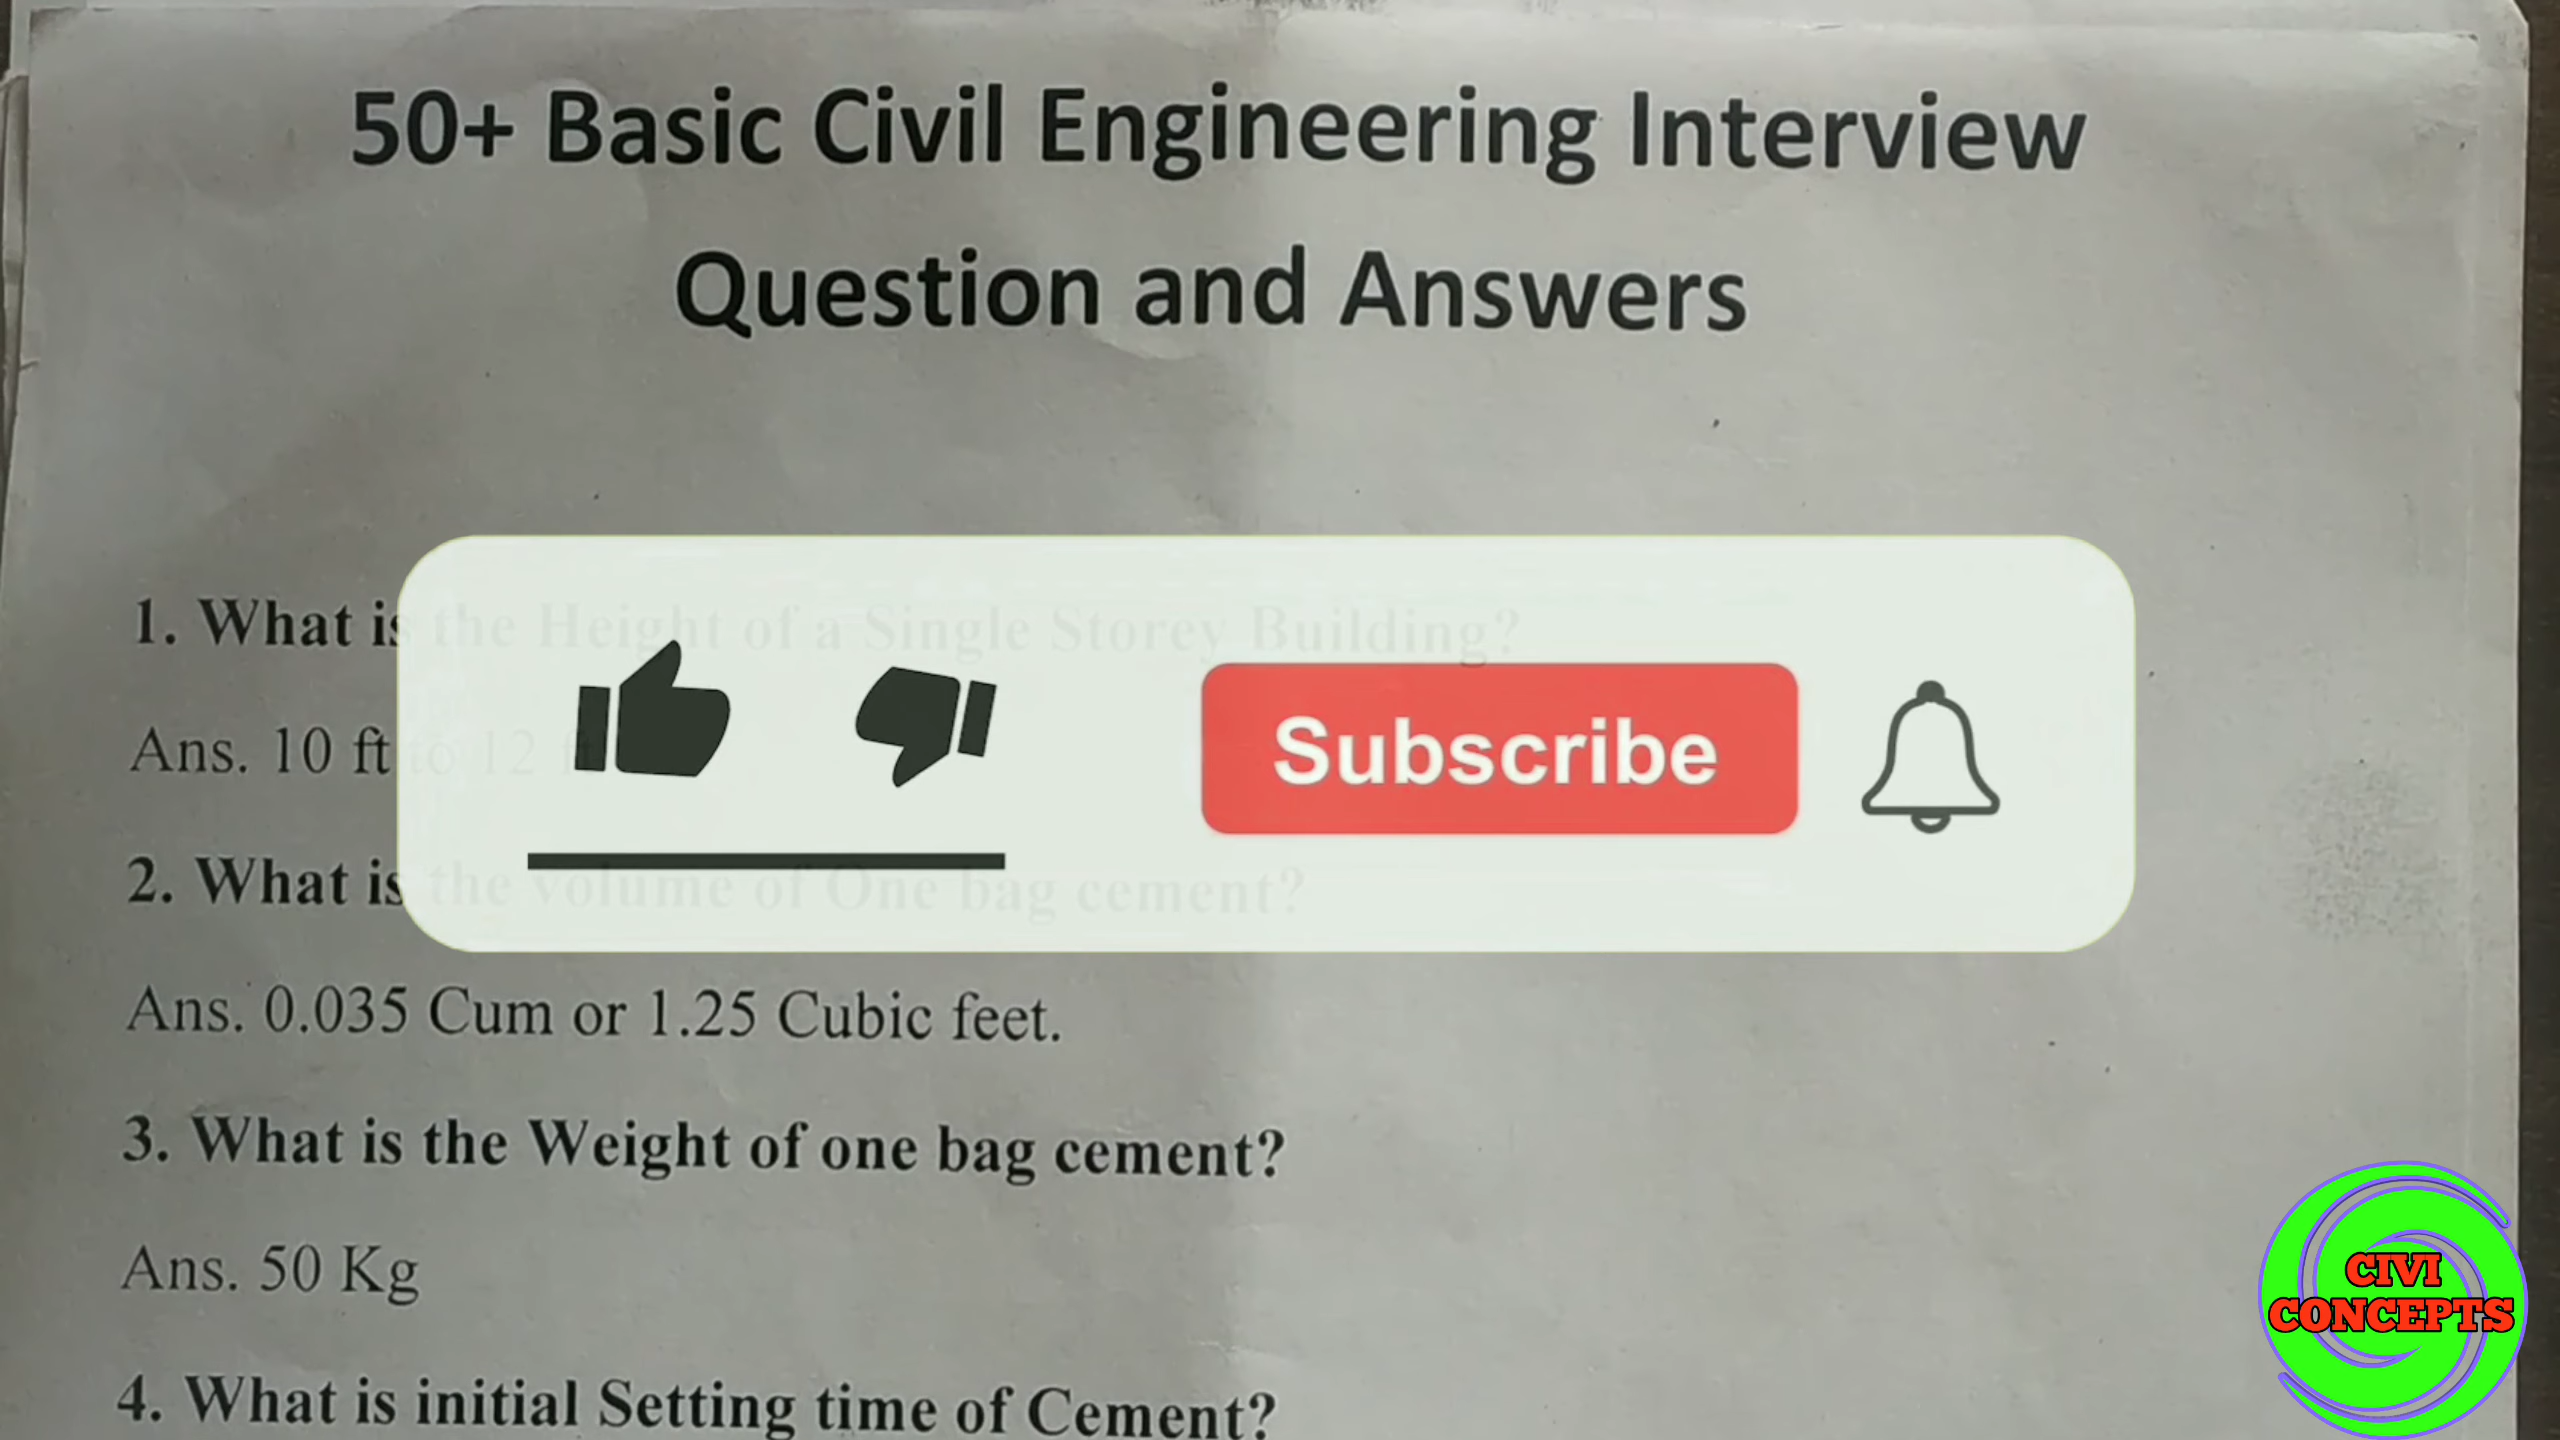 50+ Basic Civil Engineering Interview
Question and Answers
1. What is the Height of a Single Storey Building?
Ans. 10 ft to 12 f
Subscribe
2. What is the volume of One bag cement?
Ans. 0.035 Cum or 1.25 Cubic feet.
3. What is the Weight of one bag cement?
Ans. 50 Kg
4. What is initial Setting time of Cement?
CIVI
CONCEPTS